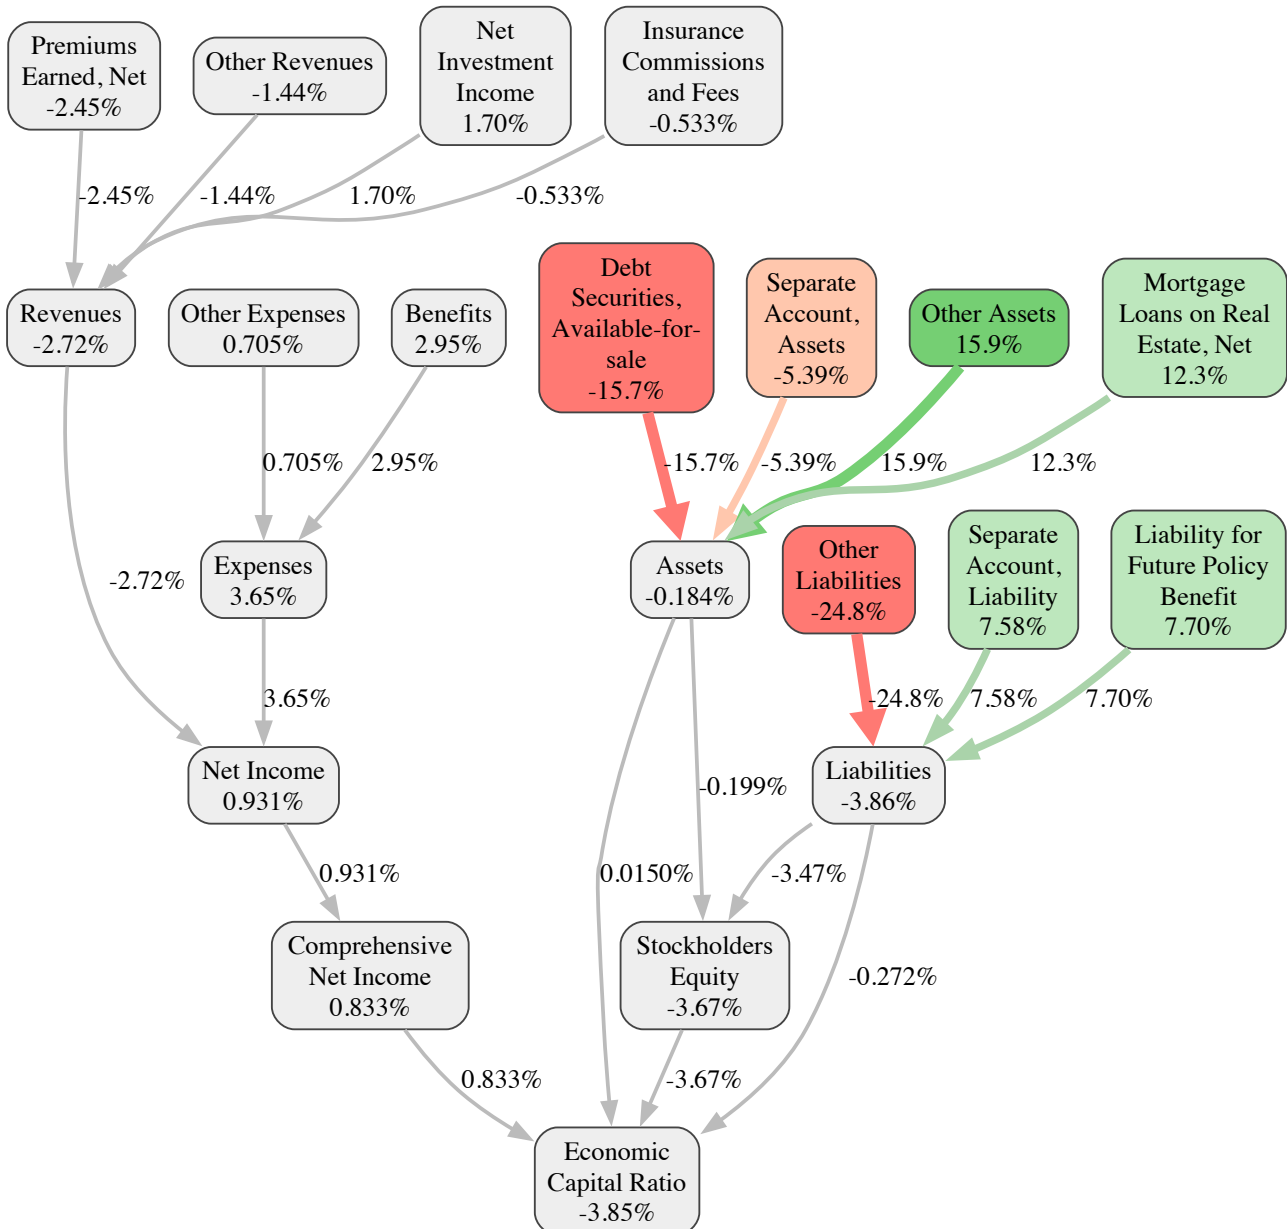 Premiums
Earned, Net
-2.45%
Other Revenues
-1.44%
Net
Investment
Income
1.70%
Insurance
Commissions
and Fees
-0.533%
-2.45%
-1.44%
1.70%
-0.533%
Revenues
-2.72%
Other Expenses
0.705%
Benefits
2.95%
Debt
Securities,
Available-for-
sale
-15.7%
Separate
Account,
Assets
-5.39%
Other Assets
15.9%
Mortgage
Loans on Real
Estate, Net
12.3%
0.705%
2.95%
-15.7%
-5.39%
15.9%
12.3%
-2.72%
Expenses
3.65%
Assets
-0.184%
Other
Liabilities
-24.8%
Separate
Account,
Liability
7.58%
Liability for
Future Policy
Benefit
7.70%
3.65%
-24.8%
7.58%
7.70%
Net Income
0.931%
-0.199%
Liabilities
-3.86%
0.931%
0.0150%
-3.47%
Comprehensive
Net Income
0.833%
Stockholders
Equity
-3.67%
-0.272%
0.833%
-3.67%
Economic
Capital Ratio
-3.85%